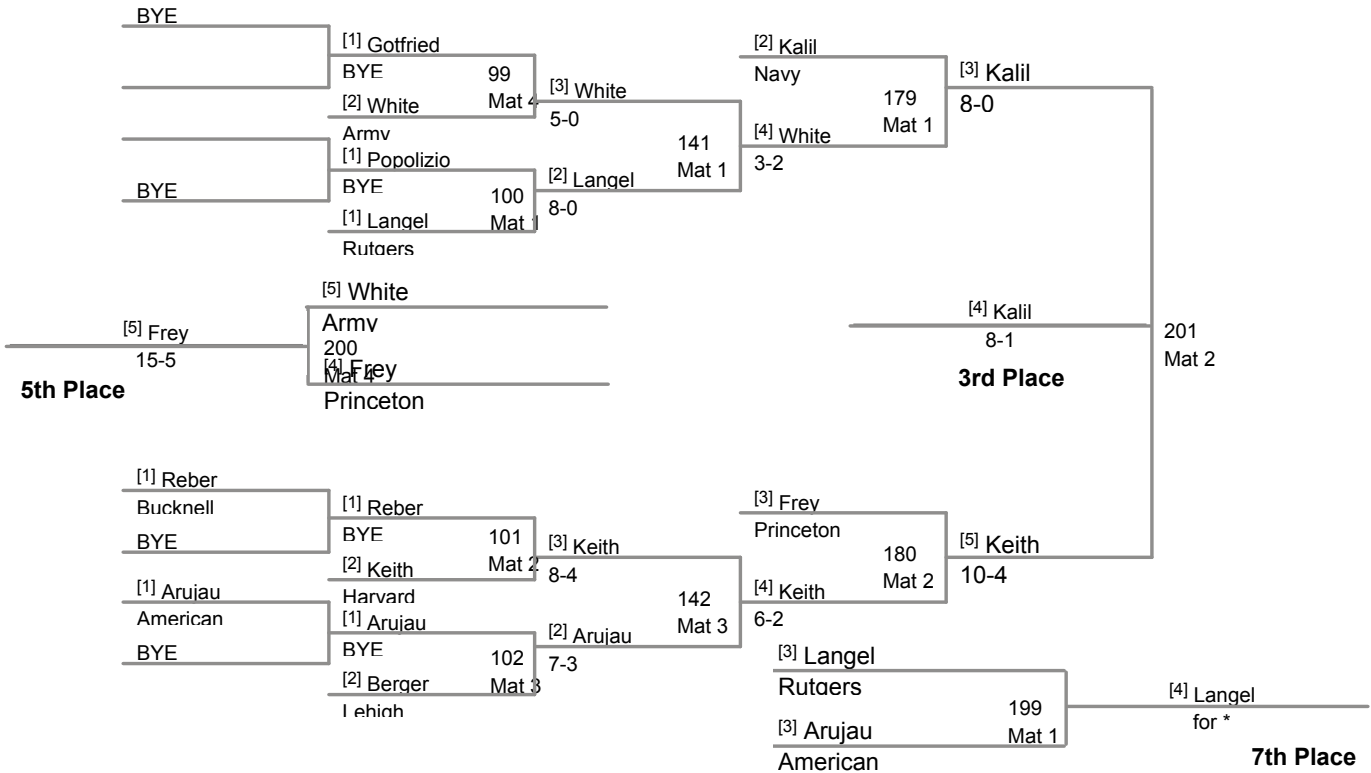 BYE
[1] Gotfried
BYE
99
Mat 4
[2] White
Army
[3] White
5-0
[1] Popolizio
BYE
BYE
100
Mat 1
[1] Langel
Rutgers
[2] Langel
8-0
141
Mat 1
[2] Kalil
Navy
[4] White
3-2
179
Mat 1
[3] Kalil
8-0
[5] White
Army
200
Mat 4
[4] Frey
Princeton
[5] Frey
15-5
5th Place
[4] Kalil
8-1
3rd Place
201
Mat 2
[1] Reber
Bucknell
BYE
[1] Reber
BYE
101
Mat 2
[2] Keith
Harvard
[3] Keith
8-4
[1] Arujau
American
BYE
[1] Arujau
BYE
102
Mat 3
[2] Berger
Lehigh
[2] Arujau
7-3
142
Mat 3
[3] Frey
Princeton
[4] Keith
6-2
180
Mat 2
[5] Keith
10-4
[3] Langel
Rutgers
199
Mat 1
[3] Arujau
American
[4] Langel
for *
7th Place